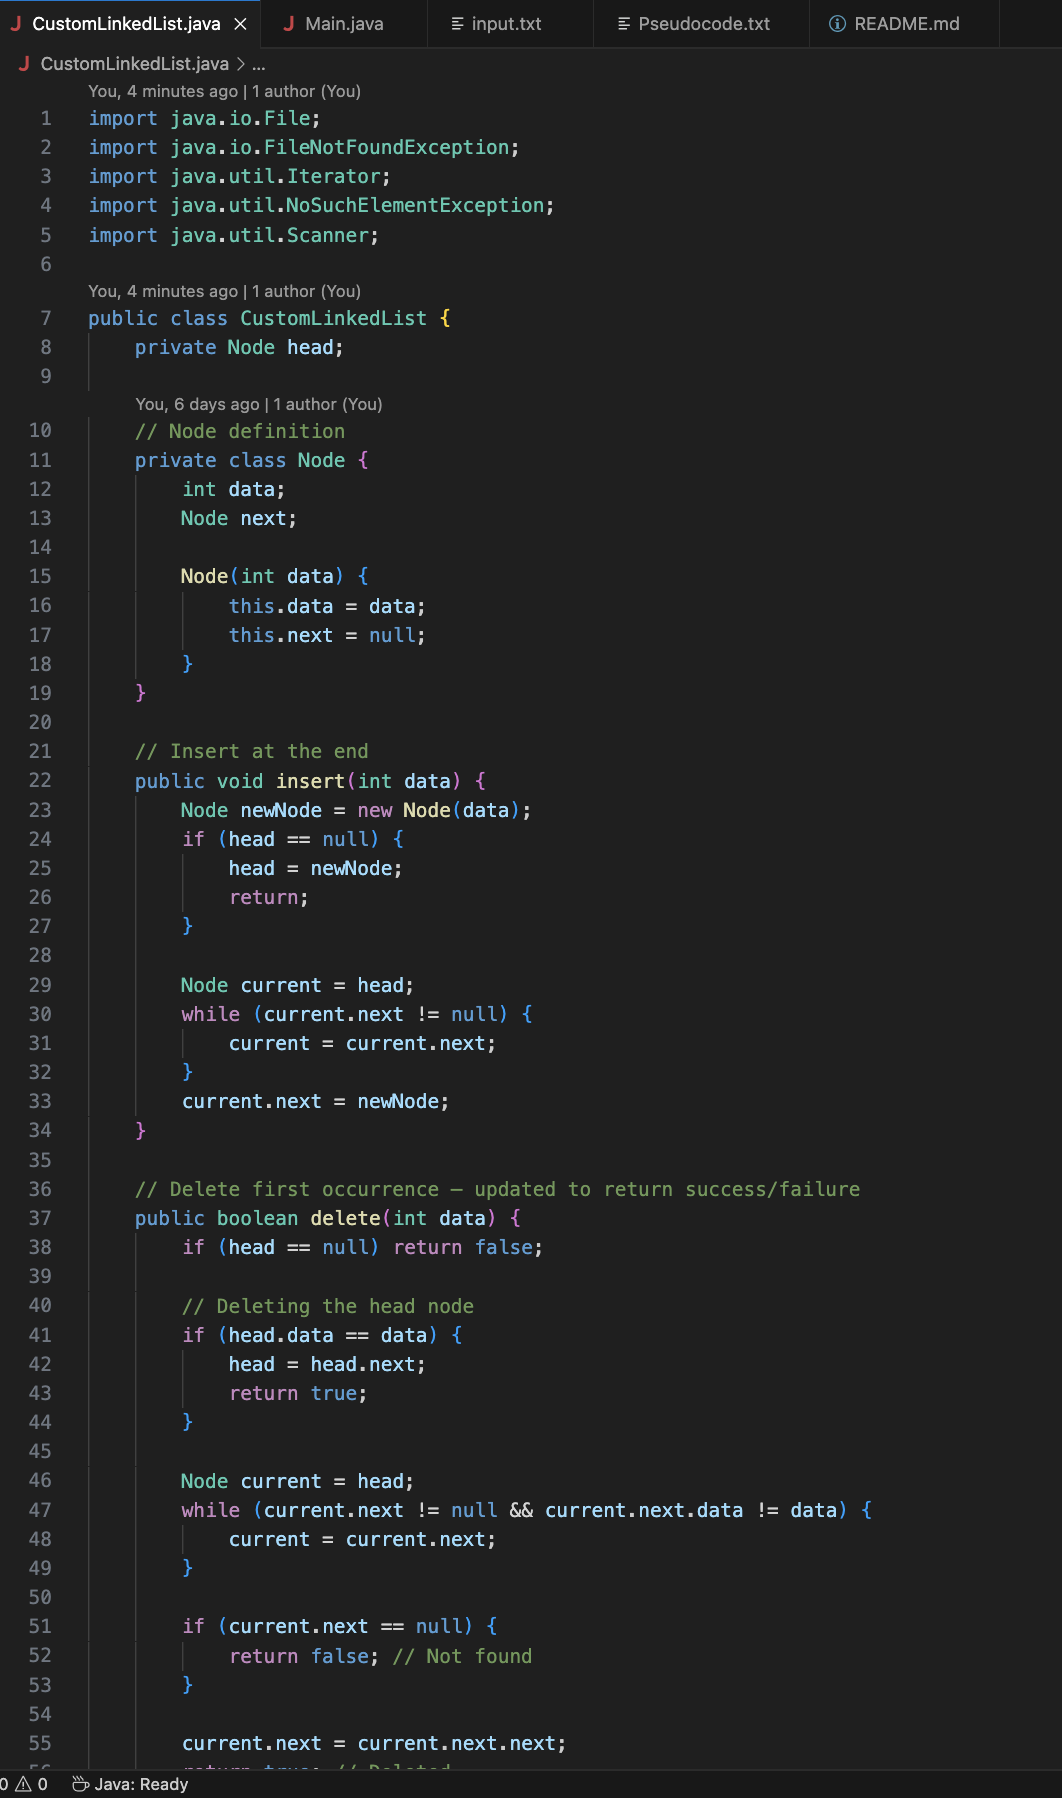 CustomLinkedList.java
Main.java
input.txt
Pseudocode.txt
README.md
CustomLinkedList.java > ...
You, 4 minutes ago | 1 author (You)
1 import java.io.File;
2 import java.io.FileNotFoundException;
3 import java.util.Iterator;
4 import java.util.NoSuchElementException;
5 import java.util.Scanner;
6
You, 4 minutes ago | 1 author (You)
7 public class CustomLinkedList {
8     private Node head;
9
You, 6 days ago | 1 author (You)
10     // Node definition
11     private class Node {
12         int data;
13         Node next;
14
15         Node(int data) {
16             this.data = data;
17             this.next = null;
18         }
19     }
20
21     // Insert at the end
22     public void insert(int data) {
23         Node newNode = new Node(data);
24         if (head == null) {
25             head = newNode;
26             return;
27         }
28
29         Node current = head;
30         while (current.next != null) {
31             current = current.next;
32         }
33         current.next = newNode;
34     }
35
36     // Delete first occurrence — updated to return success/failure
37     public boolean delete(int data) {
38         if (head == null) return false;
39
40         // Deleting the head node
41         if (head.data == data) {
42             head = head.next;
43             return true;
44         }
45
46         Node current = head;
47         while (current.next != null && current.next.data != data) {
48             current = current.next;
49         }
50
51         if (current.next == null) {
52             return false; // Not found
53         }
54
55         current.next = current.next.next;
56         return true; // Deleted
0 0 Java: Ready